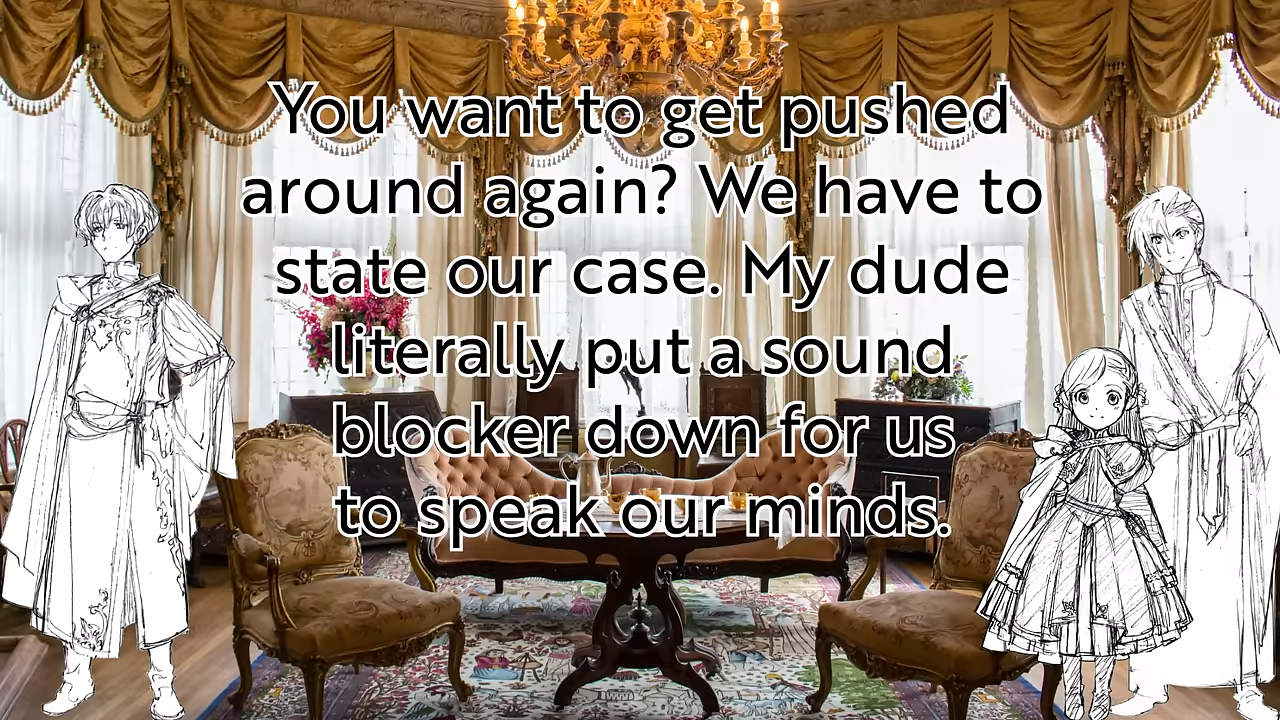 You want to get pushed
around again? We have to
state our case. My dude
literally put a sound
blocker down for us
to speak our minds.